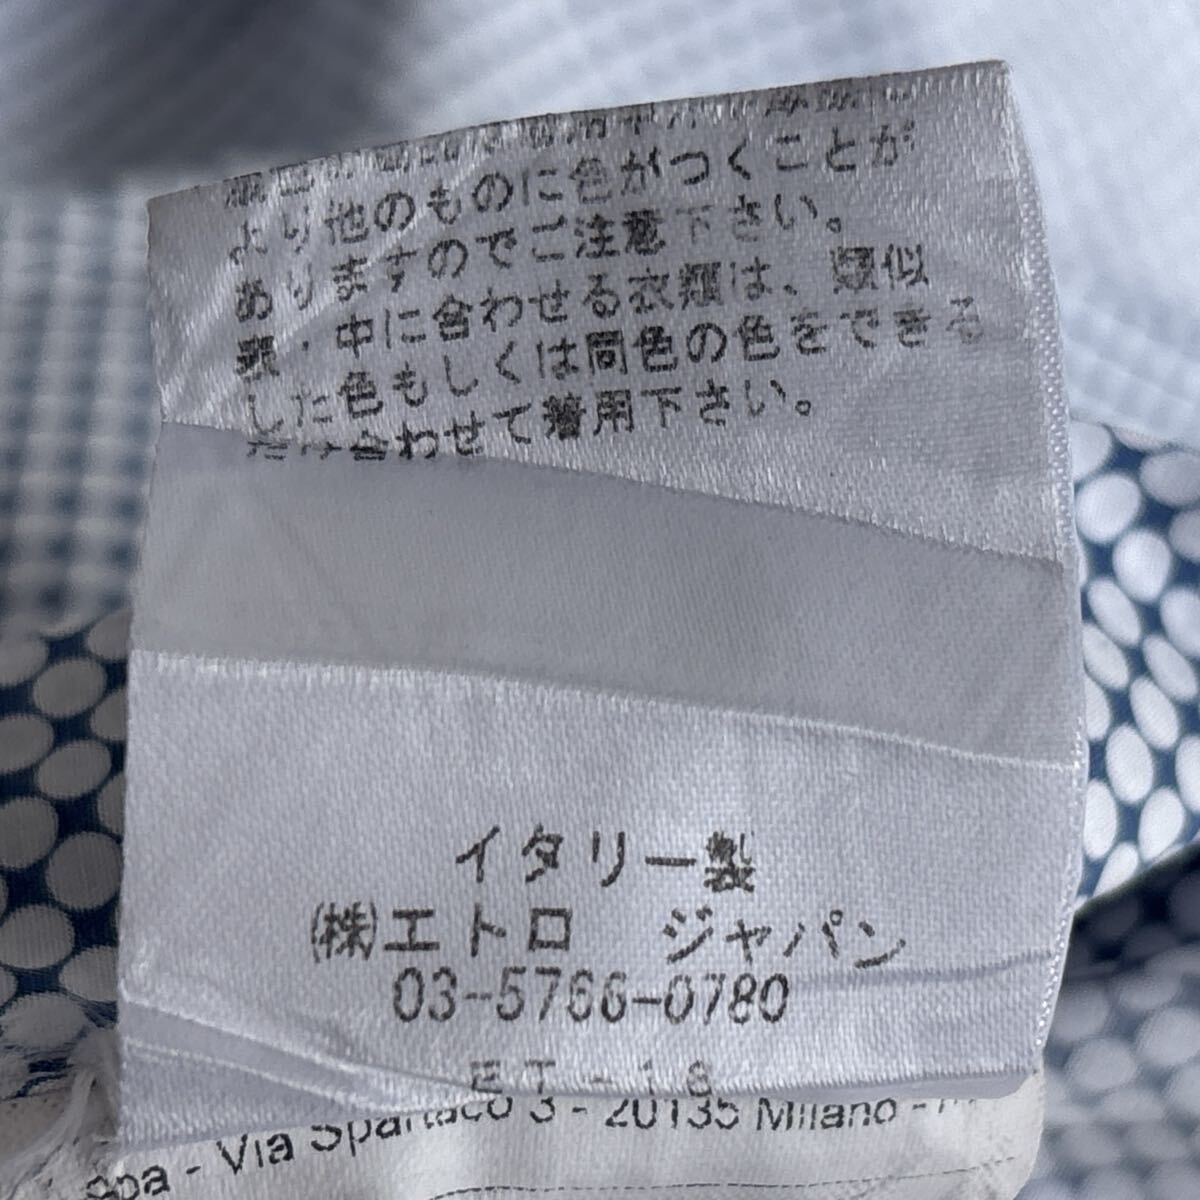 より他のものに色がつくことが
ありますのでご注意下さい。
裏・中に合わせる衣類は、類似
した色もしくは同色の色をできる
だけ合わせて着用下さい。
イタリー製
(株)エトロ　ジャパン
03-5766-0780
ET-18
Spa - Via Spartaco 3 - 20135 Milano -